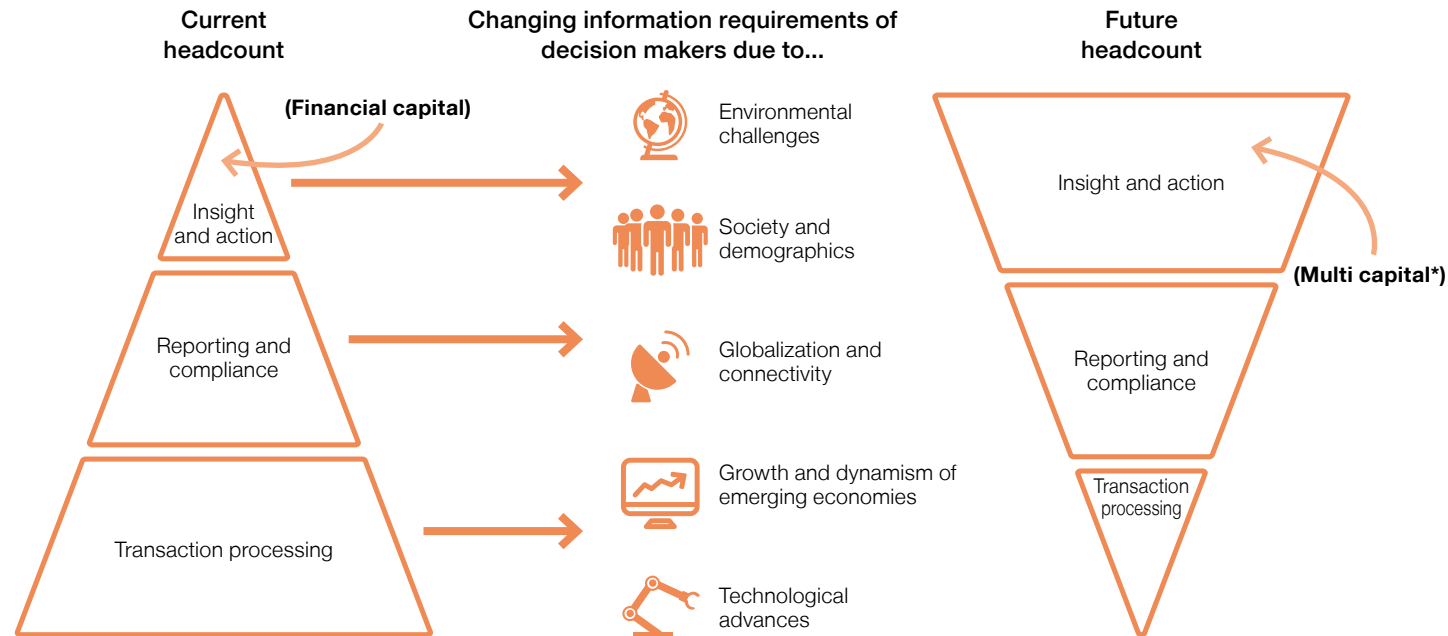 Current
headcount
Changing information requirements of
decision makers due to...
Future
headcount
(Financial capital)
Insight
and action
Reporting and
compliance
Transaction processing
Environmental
challenges
Society and
demographics
Globalization and
connectivity
Growth and dynamism of
emerging economies
Technological
advances
Insight and action
(Multi capital*)
Reporting and
compliance
Transaction
processing